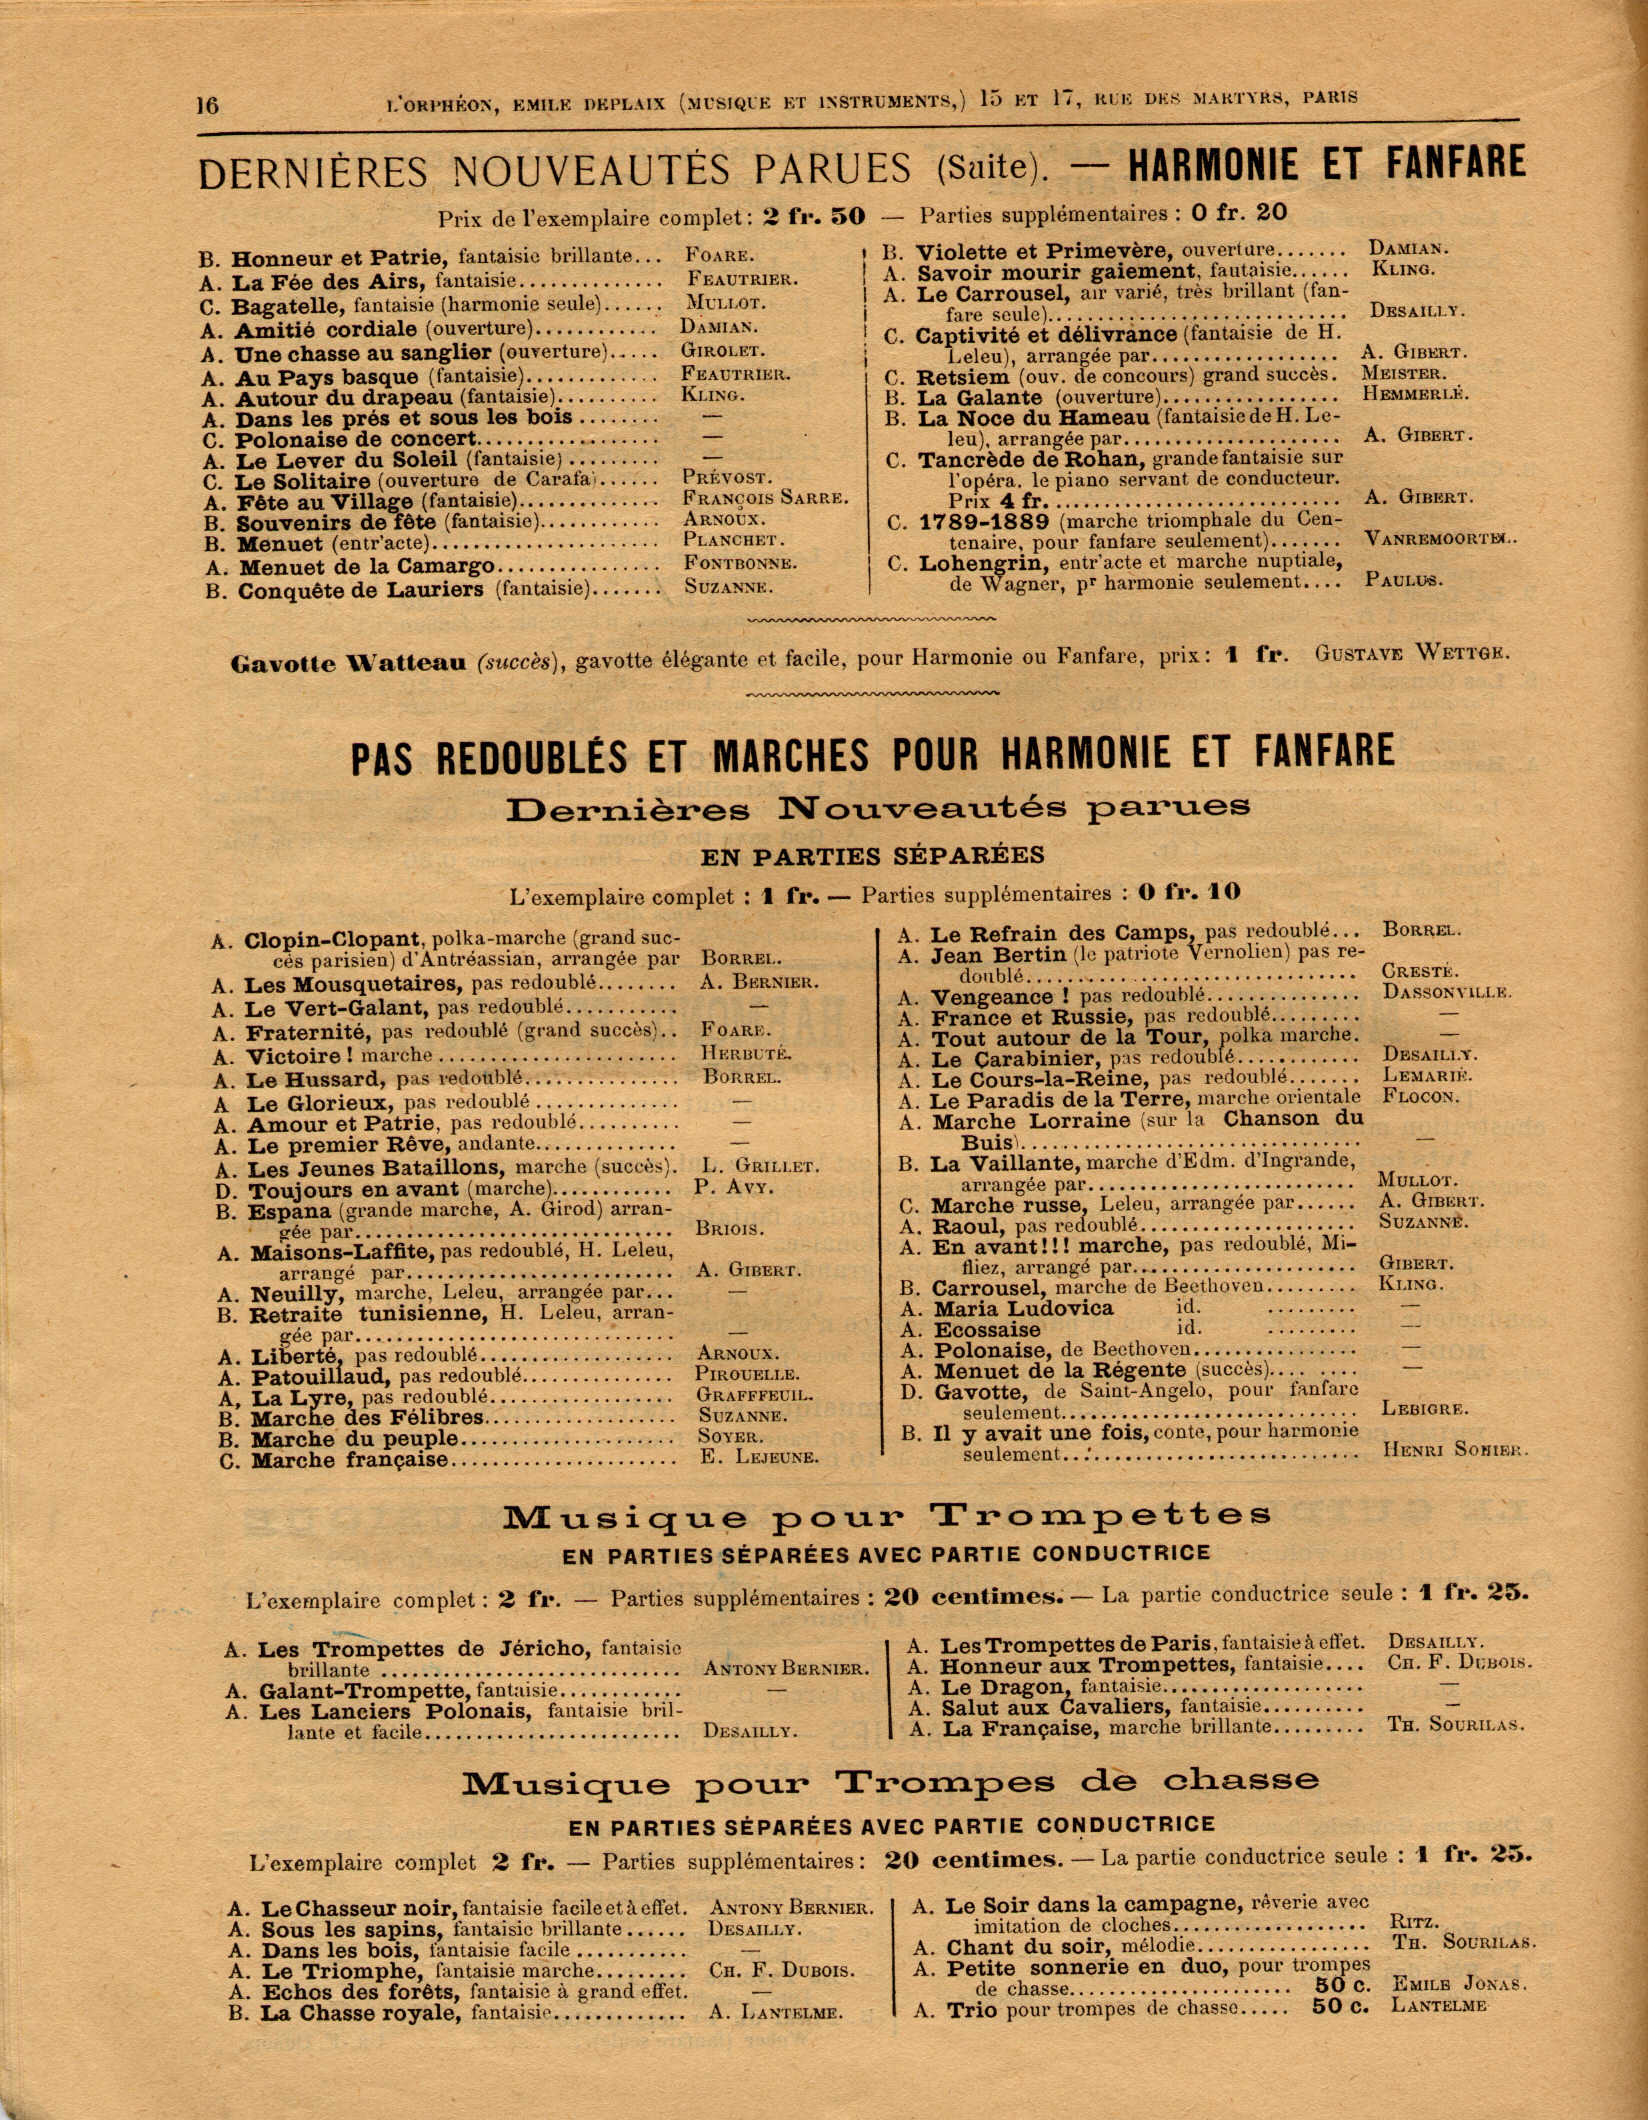 16
L'ORPHÉON, EMILE DEPLAIX (MUSIQUE ET INSTRUMENTS,) 15 ET 17, RUE DES MARTYRS, PARIS
DERNIÈRES NOUVEAUTÉS PARUES (Suite). — HARMONIE ET FANFARE
Prix de l'exemplaire complet: 2 fr. 50 — Parties supplémentaires : 0 fr. 20
B. Honneur et Patrie, fantaisie brillante... FOARE.
A. La Fée des Airs, fantaisie.............. FEAUTRIER.
C. Bagatelle, fantaisie (harmonie seule)...... MULLOT.
A. Amitié cordiale (ouverture)............ DAMIAN.
A. Une chasse au sanglier (ouverture)..... GIROLET.
A. Au Pays basque (fantaisie)............. FEAUTRIER.
A. Autour du drapeau (fantaisie).......... KLING.
A. Dans les prés et sous les bois ........ —
C. Polonaise de concert.................. —
A. Le Lever du Soleil (fantaisie) ......... —
C. Le Solitaire (ouverture de Carafa)...... PRÉVOST.
A. Fête au Village (fantaisie).............. FRANÇOIS SARRE.
B. Souvenirs de fête (fantaisie)............ ARNOUX.
B. Menuet (entr'acte)...................... PLANCHET.
A. Menuet de la Camargo................ FONTBONNE.
B. Conquête de Lauriers (fantaisie)....... SUZANNE.
B. Violette et Primevère, ouverture....... DAMIAN.
A. Savoir mourir gaiement, fautaisie...... KLING.
A. Le Carrousel, air varié, très brillant (fan-
fare seule)............................. DESAILLY.
C. Captivité et délivrance (fantaisie de H.
Leleu), arrangée par.................. A. GIBERT.
C. Retsiem (ouv. de concours) grand succès. MEISTER.
B. La Galante (ouverture)................. HEMMERLÉ.
B. La Noce du Hameau (fantaisie de H. Le-
leu), arrangée par..................... A. GIBERT.
C. Tancrède de Rohan, grande fantaisie sur
l'opéra, le piano servant de conducteur.
Prix 4 fr............................. A. GIBERT.
C. 1789-1889 (marche triomphale du Cen-
tenaire, pour fanfare seulement)....... VANREMOORTEL.
C. Lohengrin, entr'acte et marche nuptiale,
de Wagner, pr harmonie seulement.... PAULUS.
Gavotte Watteau (succès), gavotte élégante et facile, pour Harmonie ou Fanfare, prix: 1 fr. GUSTAVE WETTGE.
PAS REDOUBLÉS ET MARCHES POUR HARMONIE ET FANFARE
Dernières Nouveautés parues
EN PARTIES SÉPARÉES
L'exemplaire complet : 1 fr. — Parties supplémentaires : 0 fr. 10
A. Clopin-Clopant, polka-marche (grand suc-
cès parisien) d'Antréassian, arrangée par BORREL.
A. Les Mousquetaires, pas redoublé........ A. BERNIER.
A. Le Vert-Galant, pas redoublé........... —
A. Fraternité, pas redoublé (grand succès).. FOARE.
A. Victoire ! marche ....................... HERBUTÉ.
A. Le Hussard, pas redoublé............... BORREL.
A Le Glorieux, pas redoublé .............. —
A. Amour et Patrie, pas redoublé.......... —
A. Le premier Rêve, andante.............. —
A. Les Jeunes Bataillons, marche (succès). L. GRILLET.
D. Toujours en avant (marche)............ P. AVY.
B. Espana (grande marche, A. Girod) arran-
gée par............................... BRIOIS.
A. Maisons-Laffite, pas redoublé, H. Leleu,
arrangé par.......................... A. GIBERT.
A. Neuilly, marche, Leleu, arrangée par... —
B. Retraite tunisienne, H. Leleu, arran-
gée par............................... —
A. Liberté, pas redoublé................... ARNOUX.
A. Patouillaud, pas redoublé............... PIROUELLE.
A, La Lyre, pas redoublé.................. GRAFFFEUIL.
B. Marche des Félibres................... SUZANNE.
B. Marche du peuple..................... SOYER.
C. Marche française...................... E. LEJEUNE.
A. Le Refrain des Camps, pas redoublé... BORREL.
A. Jean Bertin (le patriote Vernolien) pas re-
doublé................................ CRESTÉ.
A. Vengeance ! pas redoublé............... DASSONVILLE.
A. France et Russie, pas redoublé......... —
A. Tout autour de la Tour, polka marche. —
A. Le Carabinier, pas redoublé............ DESAILLY.
A. Le Cours-la-Reine, pas redoublé....... LEMARIÉ.
A. Le Paradis de la Terre, marche orientale FLOCON.
A. Marche Lorraine (sur la Chanson du
Buis)................................. —
B. La Vaillante, marche d'Edm. d'Ingrande,
arrangée par.......................... MULLOT.
C. Marche russe, Leleu, arrangée par...... A. GIBERT.
A. Raoul, pas redoublé.................... SUZANNE.
A. En avant!!! marche, pas redoublé, Mi-
fliez, arrangé par...................... GIBERT.
B. Carrousel, marche de Beethoven......... KLING.
A. Maria Ludovica id. ......... —
A. Ecossaise id. ......... —
A. Polonaise, de Beethoven................ —
A. Menuet de la Régente (succès).... .... —
D. Gavotte, de Saint-Angelo, pour fanfare
seulement............................. LEBIGRE.
B. Il y avait une fois, conte, pour harmonie
seulement............................. HENRI SOHIER.
Musique pour Trompettes
EN PARTIES SÉPARÉES AVEC PARTIE CONDUCTRICE
L'exemplaire complet : 2 fr. — Parties supplémentaires : 20 centimes. — La partie conductrice seule : 1 fr. 25.
A. Les Trompettes de Jéricho, fantaisie
brillante ............................. ANTONY BERNIER.
A. Galant-Trompette, fantaisie............ —
A. Les Lanciers Polonais, fantaisie bril-
lante et facile......................... DESAILLY.
A. Les Trompettes de Paris, fantaisie à effet. DESAILLY.
A. Honneur aux Trompettes, fantaisie.... CH. F. DUBOIS.
A. Le Dragon, fantaisie.................... —
A. Salut aux Cavaliers, fantaisie.......... —
A. La Française, marche brillante......... TH. SOURILAS.
Musique pour Trompes de chasse
EN PARTIES SÉPARÉES AVEC PARTIE CONDUCTRICE
L'exemplaire complet 2 fr. — Parties supplémentaires : 20 centimes. — La partie conductrice seule : 1 fr. 25.
A. Le Chasseur noir, fantaisie facile et à effet. ANTONY BERNIER.
A. Sous les sapins, fantaisie brillante ...... DESAILLY.
A. Dans les bois, fantaisie facile ........... —
A. Le Triomphe, fantaisie marche......... CH. F. DUBOIS.
A. Echos des forêts, fantaisie à grand effet. —
B. La Chasse royale, fantaisie............. A. LANTELME.
A. Le Soir dans la campagne, rêverie avec
imitation de cloches................... RITZ.
A. Chant du soir, mélodie................. TH. SOURILAS.
A. Petite sonnerie en duo, pour trompes
de chasse...................... 50 c. EMILE JONAS.
A. Trio pour trompes de chasse..... 50 c. LANTELME